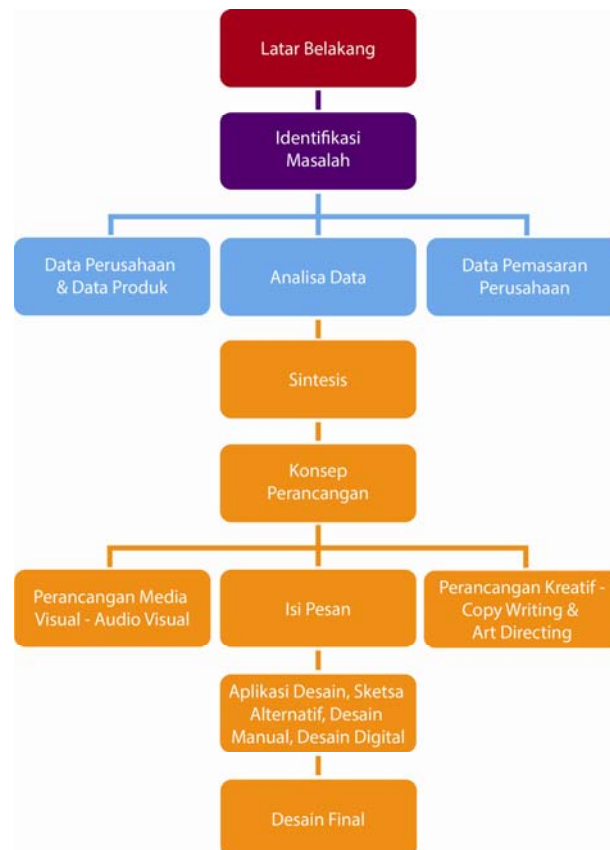 Latar Belakang
Identifikasi
Masalah
Data Perusahaan
& Data Produk
Analisa Data
Data Pemasaran
Perusahaan
Sintesis
Konsep
Perancangan
Perancangan Media
Visual - Audio Visual
Isi Pesan
Perancangan Kreatif -
Copy Writing &
Art Directing
Aplikasi Desain, Sketsa
Alternatif, Desain
Manual, Desain Digital
Desain Final